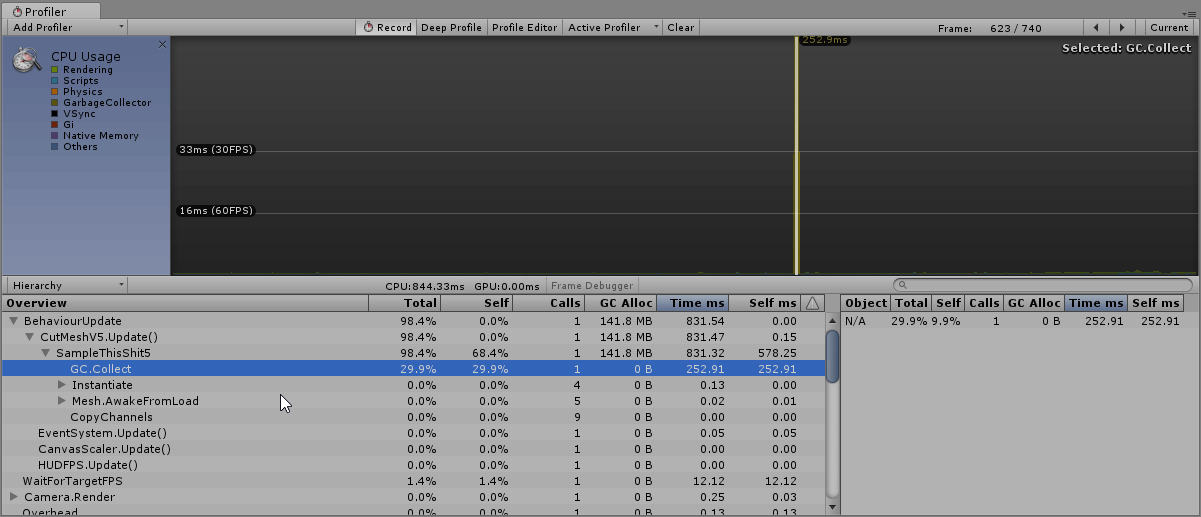 Profiler
Add Profiler Record Deep Profile Profile Editor Active Profiler Clear Frame: 623 / 740 Current
CPU Usage
Rendering
Scripts
Physics
GarbageCollector
VSync
Gi
Native Memory
Others
252.9ms
Selected: GC.Collect
33ms (30FPS)
16ms (60FPS)
Hierarchy CPU:844.33ms GPU:0.00ms Frame Debugger
Overview Total Self Calls GC Alloc Time ms Self ms
BehaviourUpdate 98.4% 0.0% 1 141.8 MB 831.54 0.00
CutMeshV5.Update() 98.4% 0.0% 1 141.8 MB 831.47 0.15
SampleThisShit5 98.4% 68.4% 1 141.8 MB 831.32 578.25
GC.Collect 29.9% 29.9% 1 0 B 252.91 252.91
Instantiate 0.0% 0.0% 4 0 B 0.13 0.00
Mesh.AwakeFromLoad 0.0% 0.0% 5 0 B 0.02 0.01
CopyChannels 0.0% 0.0% 9 0 B 0.00 0.00
EventSystem.Update() 0.0% 0.0% 1 0 B 0.05 0.05
CanvasScaler.Update() 0.0% 0.0% 1 0 B 0.00 0.00
HUDFPS.Update() 0.0% 0.0% 1 0 B 0.00 0.00
WaitForTargetFPS 1.4% 1.4% 1 0 B 12.12 12.12
Camera.Render 0.0% 0.0% 1 0 B 0.25 0.03
Overhead 0.0% 0.0% 1 0 B 0.13 0.13
Object Total Self Calls GC Alloc Time ms Self ms
N/A 29.9% 9.9% 1 0 B 252.91 252.91